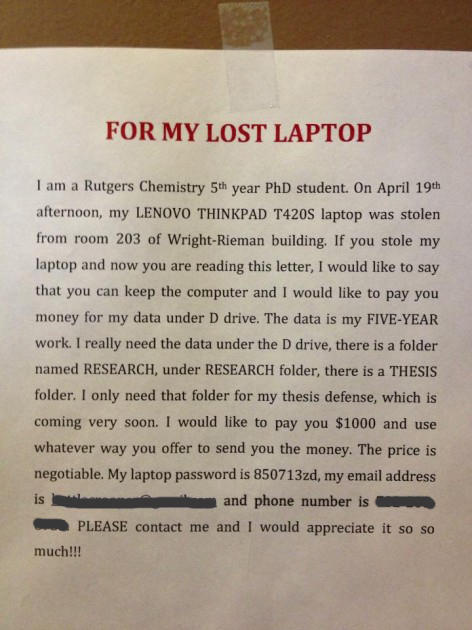 FOR MY LOST LAPTOP
I am a Rutgers Chemistry 5th year PhD student. On April 19th
afternoon, my LENOVO THINKPAD T420S laptop was stolen
from room 203 of Wright-Rieman building. If you stole my
laptop and now you are reading this letter, I would like to say
that you can keep the computer and I would like to pay you
money for my data under D drive. The data is my FIVE-YEAR
work. I really need the data under the D drive, there is a folder
named RESEARCH, under RESEARCH folder, there is a THESIS
folder. I only need that folder for my thesis defense, which is
coming very soon. I would like to pay you $1000 and use
whatever way you offer to send you the money. The price is
negotiable. My laptop password is 850713zd, my email address
is and phone number is
PLEASE contact me and I would appreciate it so so
much!!!